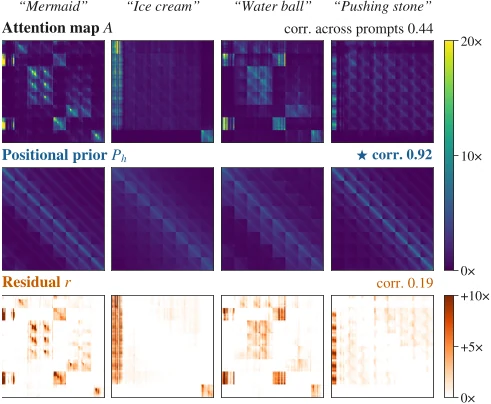 “Mermaid” “Ice cream” “Water ball” “Pushing stone”
Attention map A corr. across prompts 0.44
20×
10×
0×
Positional prior Pₕ ★ corr. 0.92
Residual r corr. 0.19
+10×
+5×
0×